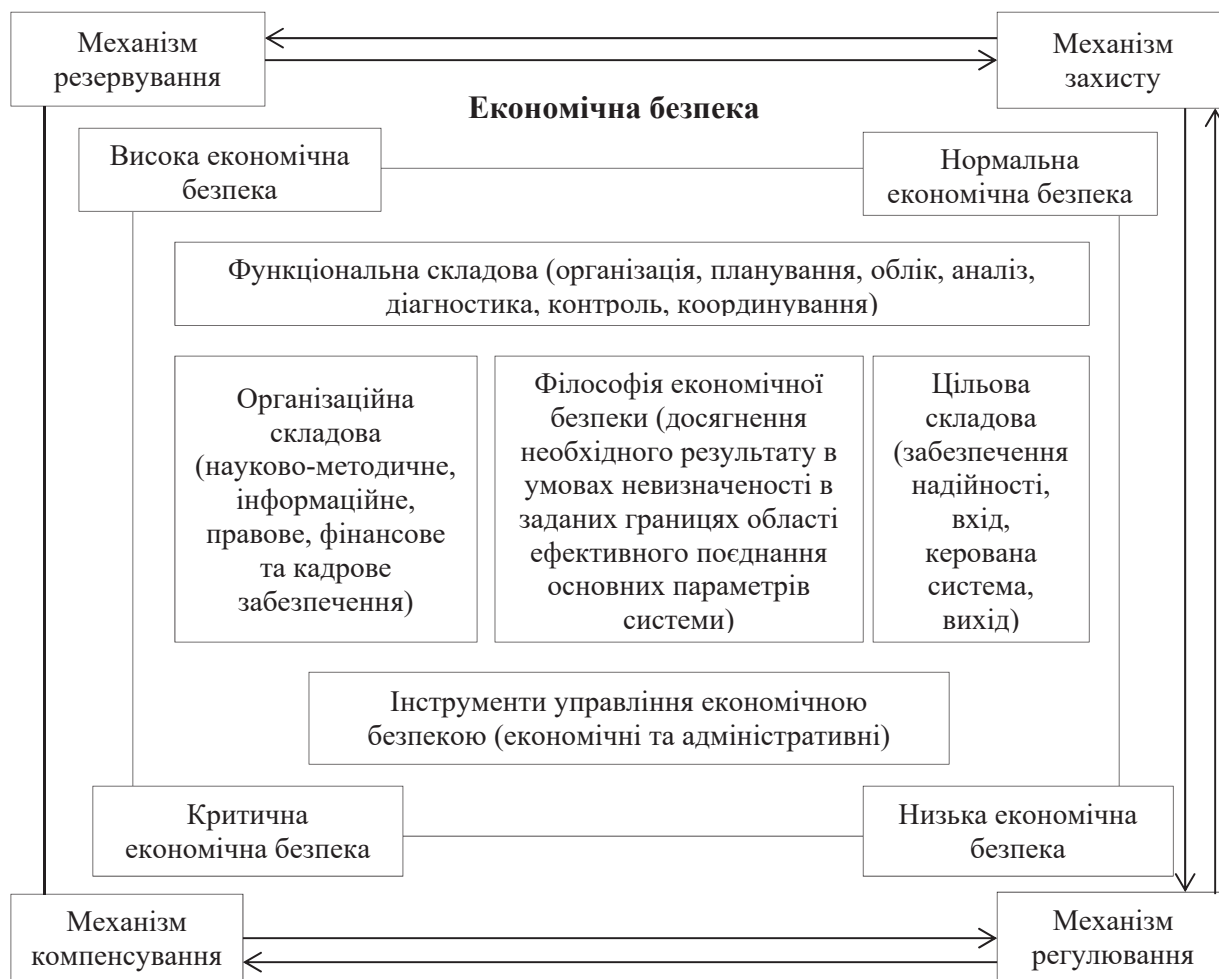 Механізм
резервування
Механізм
захисту
Економічна безпека
Висока економічна
безпека
Нормальна
економічна безпека
Функціональна складова (організація, планування, облік, аналіз,
діагностика, контроль, координування)
Організаційна
складова
(науково-методичне,
інформаційне,
правове, фінансове
та кадрове
забезпечення)
Філософія економічної
безпеки (досягнення
необхідного результату в
умовах невизначеності в
заданих границях області
ефективного поєднання
основних параметрів
системи)
Цільова
складова
(забезпечення
надійності,
вхід,
керована
система,
вихід)
Інструменти управління економічною
безпекою (економічні та адміністративні)
Критична
економічна безпека
Низька економічна
безпека
Механізм
компенсування
Механізм
регулювання